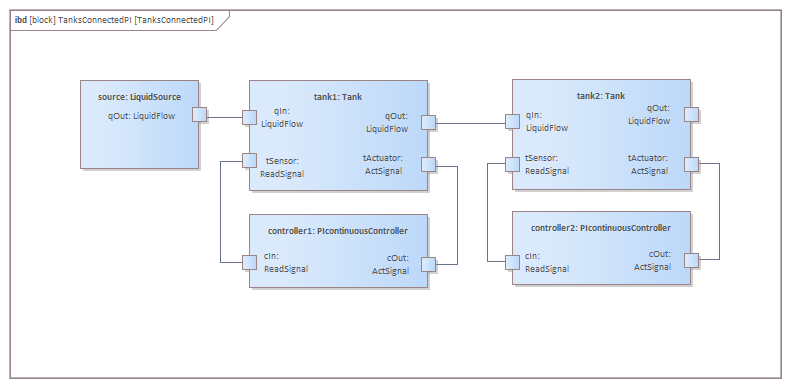 ibd [block] TanksConnectedPI [TanksConnectedPI]
source: LiquidSource
qOut: LiquidFlow
tank1: Tank
qIn:
LiquidFlow
qOut:
LiquidFlow
tSensor:
ReadSignal
tActuator:
ActSignal
controller1: PIcontinuousController
cIn:
ReadSignal
cOut:
ActSignal
tank2: Tank
qIn:
LiquidFlow
qOut:
LiquidFlow
tSensor:
ReadSignal
tActuator:
ActSignal
controller2: PIcontinuousController
cIn:
ReadSignal
cOut:
ActSignal